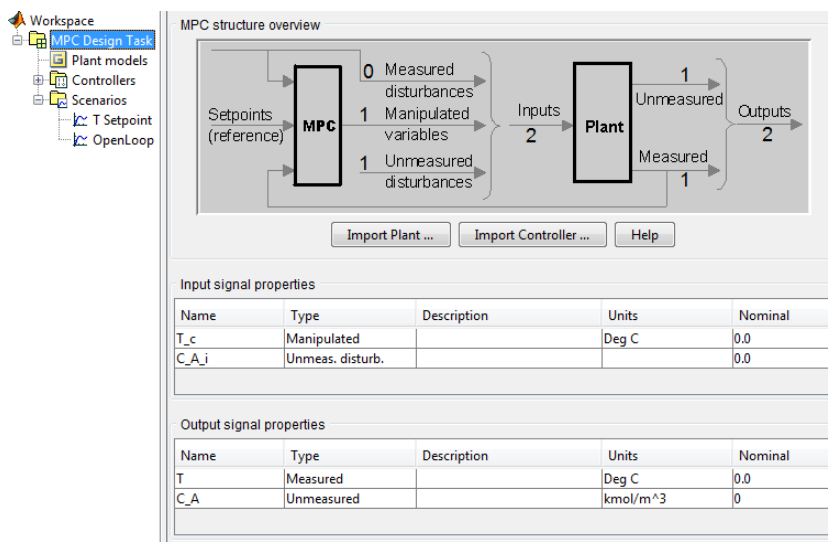 Workspace
MPC Design Task
Plant models
Controllers
Scenarios
T Setpoint
OpenLoop
MPC structure overview
0 Measured
disturbances
Setpoints
(reference)
MPC
1 Manipulated
variables
1 Unmeasured
disturbances
Inputs
2
Plant
1
Unmeasured
Measured
1
Outputs
2
Import Plant ... Import Controller ... Help
Input signal properties
Name Type Description Units Nominal
T_c Manipulated Deg C 0.0
C_A_i Unmeas. disturb. 0.0
Output signal properties
Name Type Description Units Nominal
T Measured Deg C 0.0
C_A Unmeasured kmol/m^3 0